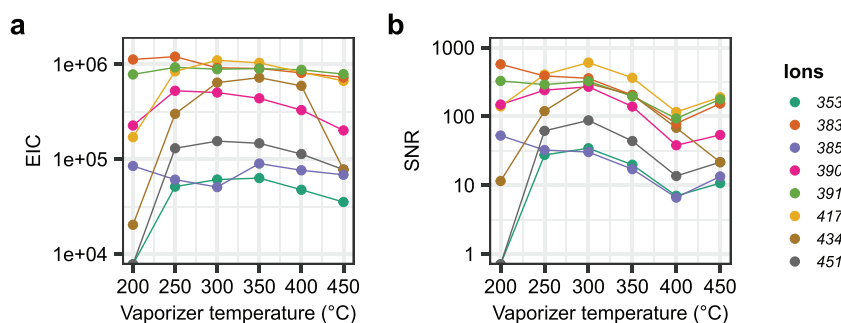 a
1e+06
1e+05
1e+04
EIC
200 250 300 350 400 450
Vaporizer temperature (°C)
b
1000
100
10
1
SNR
200 250 300 350 400 450
Vaporizer temperature (°C)
Ions
353
383
385
390
391
417
434
451